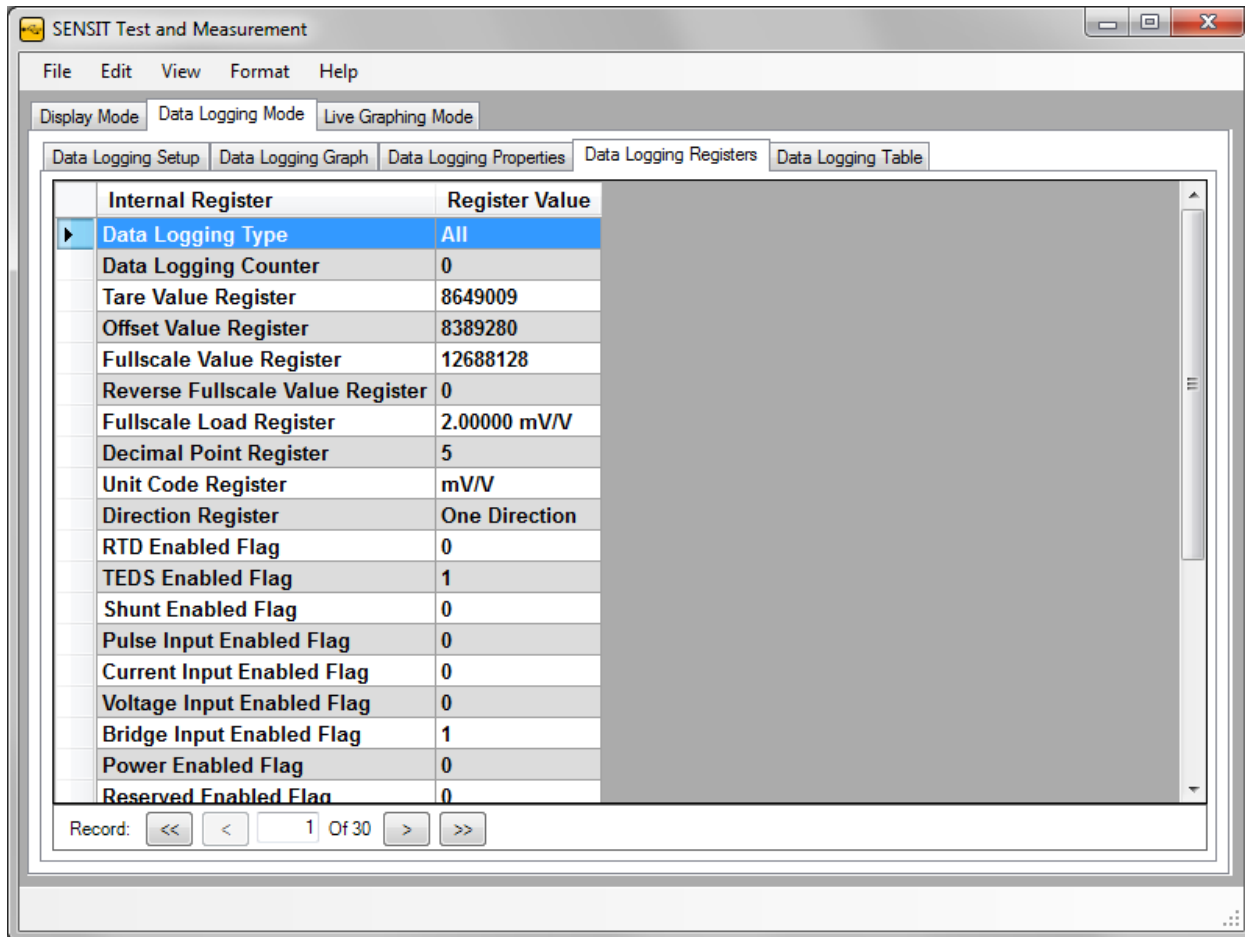 SENSIT Test and Measurement
File Edit View Format Help
Display Mode Data Logging Mode Live Graphing Mode
Data Logging Setup Data Logging Graph Data Logging Properties Data Logging Registers Data Logging Table
Internal Register Register Value
Data Logging Type All
Data Logging Counter 0
Tare Value Register 8649009
Offset Value Register 8389280
Fullscale Value Register 12688128
Reverse Fullscale Value Register 0
Fullscale Load Register 2.00000 mV/V
Decimal Point Register 5
Unit Code Register mV/V
Direction Register One Direction
RTD Enabled Flag 0
TEDS Enabled Flag 1
Shunt Enabled Flag 0
Pulse Input Enabled Flag 0
Current Input Enabled Flag 0
Voltage Input Enabled Flag 0
Bridge Input Enabled Flag 1
Power Enabled Flag 0
Reserved Enabled Flag 0
Record: << < 1 Of 30 > >>